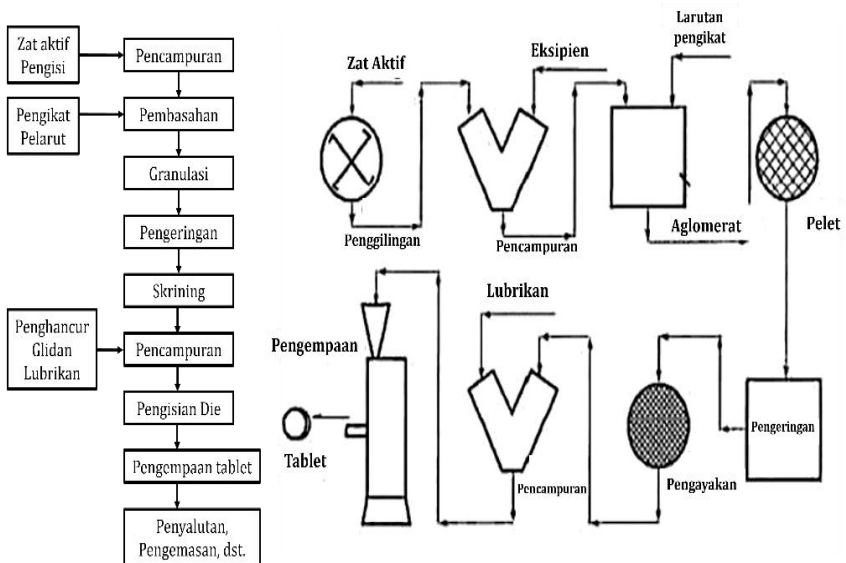 Zat aktif
Pengisi
Pencampuran
Pengikat
Pelarut
Pembasahan
Granulasi
Pengeringan
Skrining
Penghancur
Glidan
Lubrikan
Pencampuran
Pengisian Die
Pengempaan tablet
Penyalutan,
Pengemasan, dst.
Zat Aktif
Eksipien
Larutan
pengikat
Penggilingan
Pencampuran
Aglomerat
Pelet
Pengempaan
Lubrikan
Tablet
Pencampuran
Pengayakan
Pengeringan